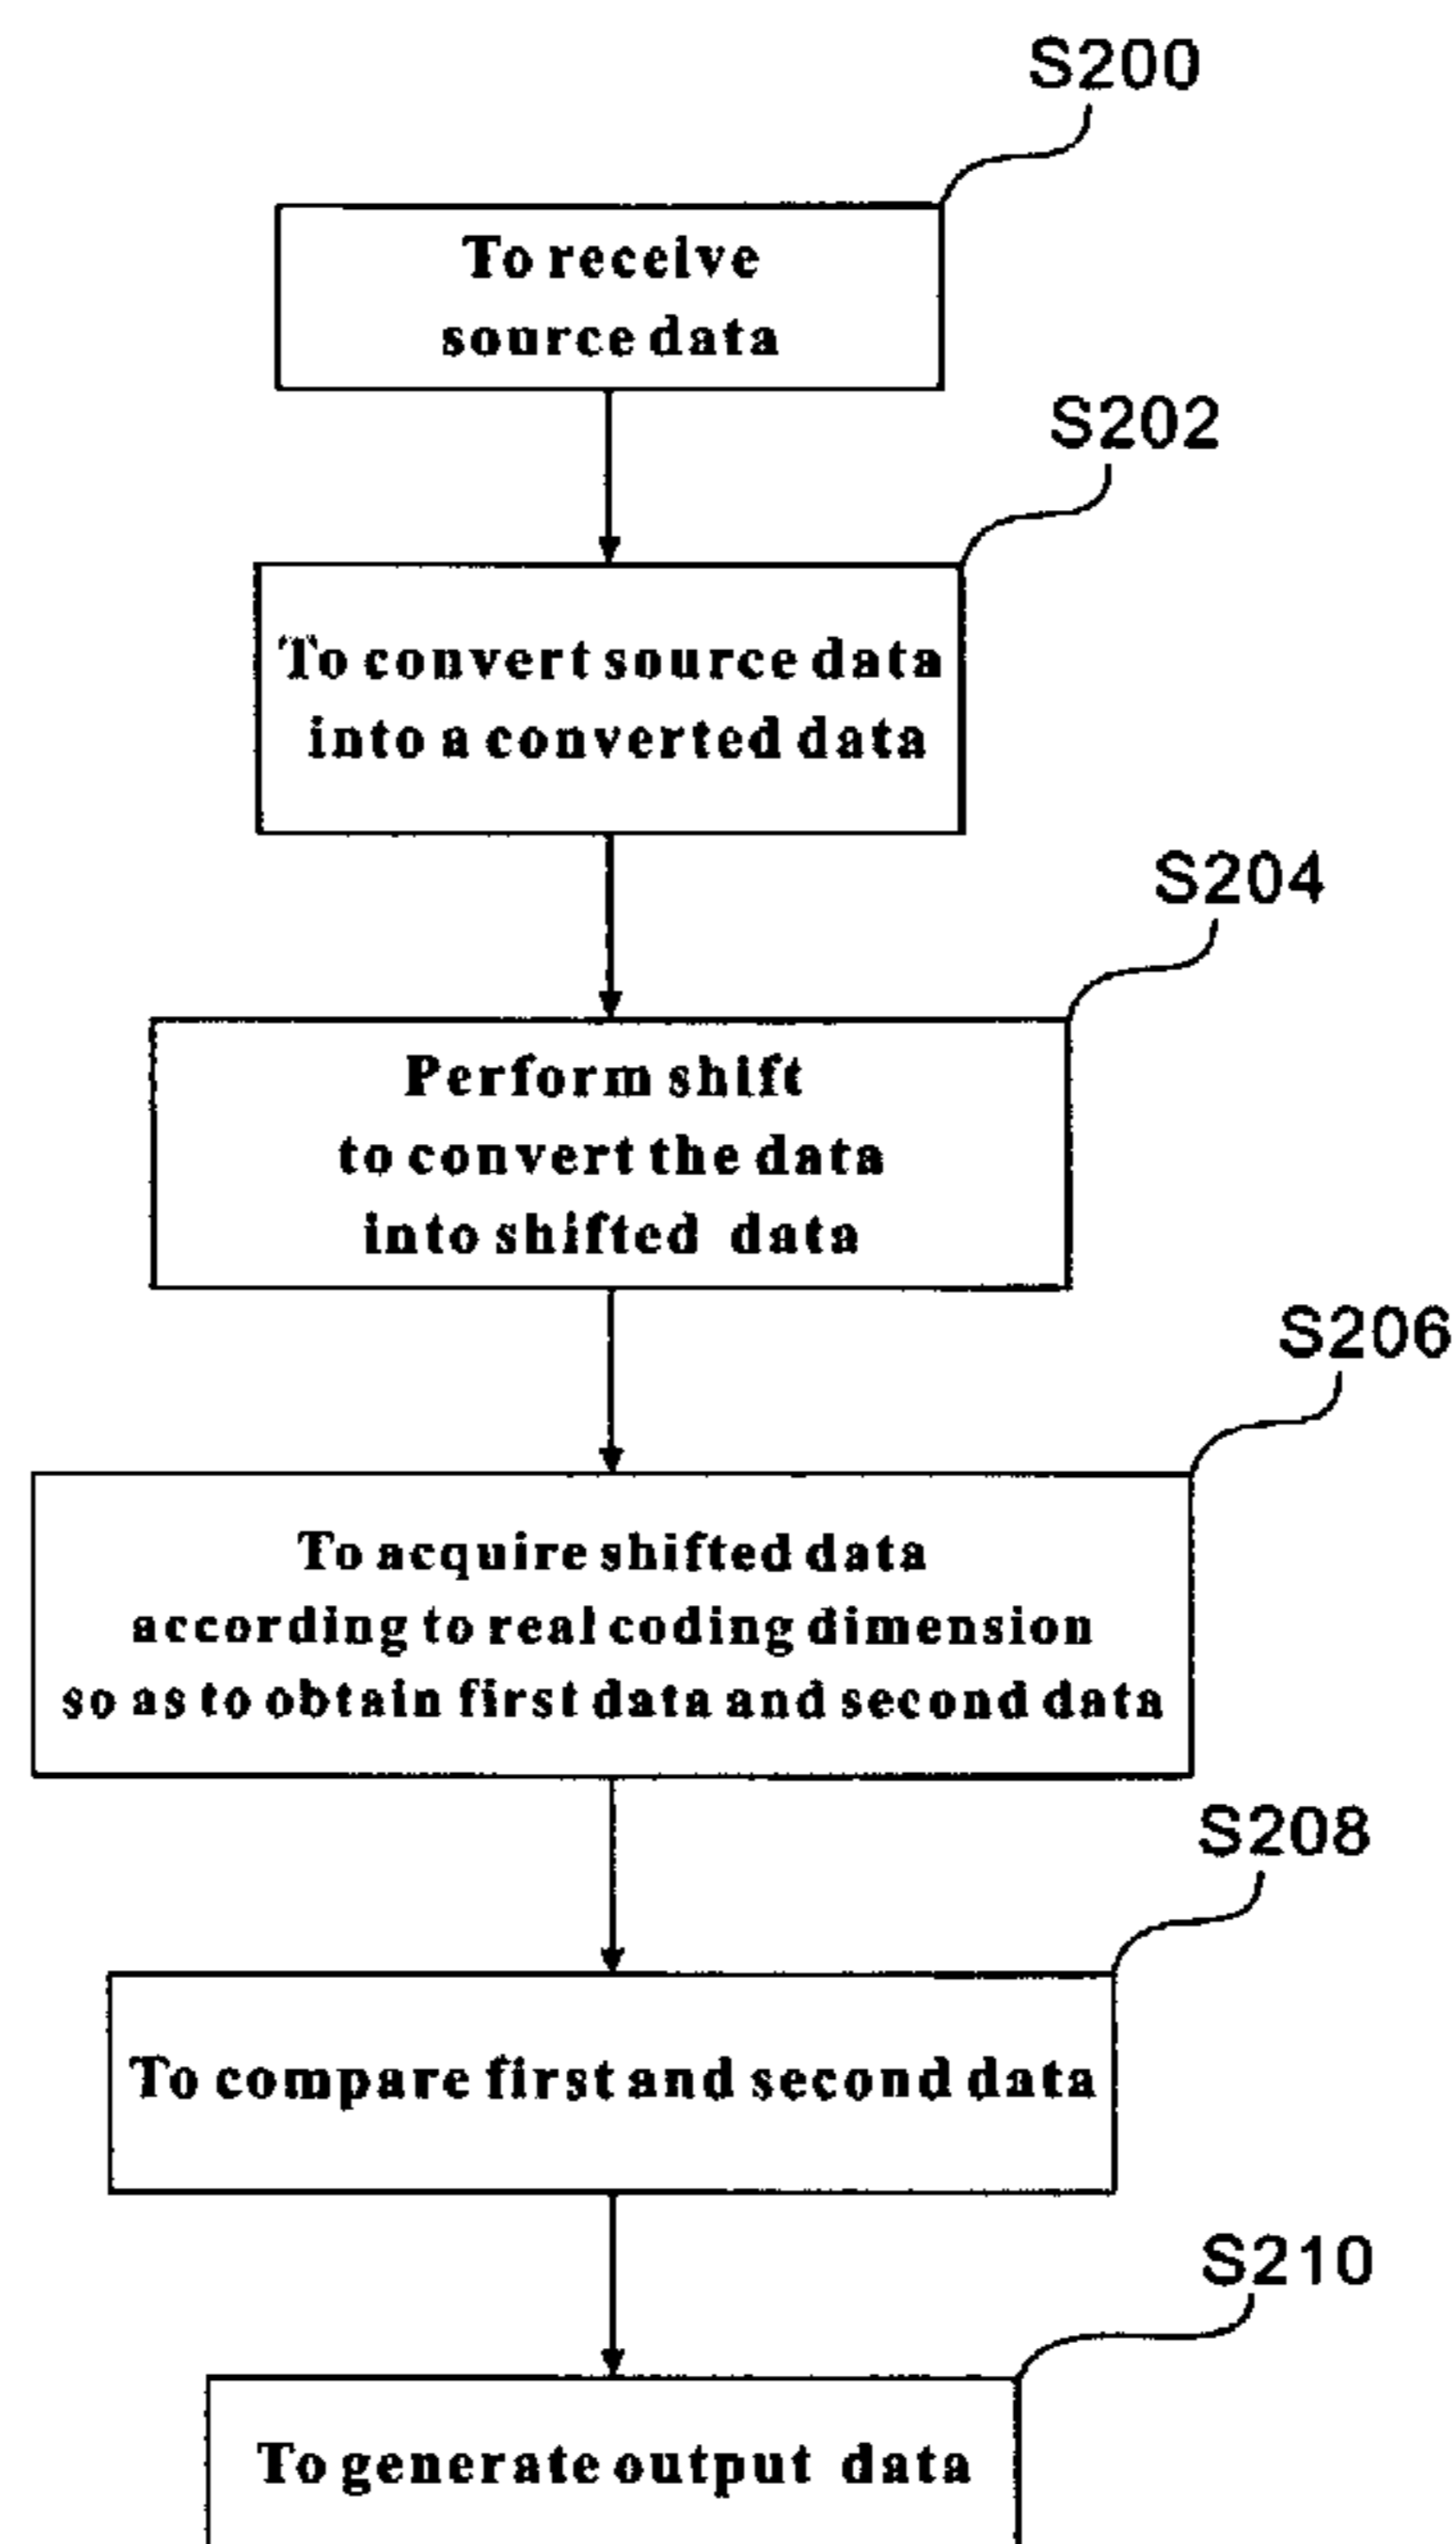 S200
To receive
source data
S202
To convert source data
into a converted data
S204
Perform shift
to convert the data
into shifted data
S206
To acquire shifted data
according to real coding dimension
so as to obtain first data and second data
S208
To compare first and second data
S210
To generate output data